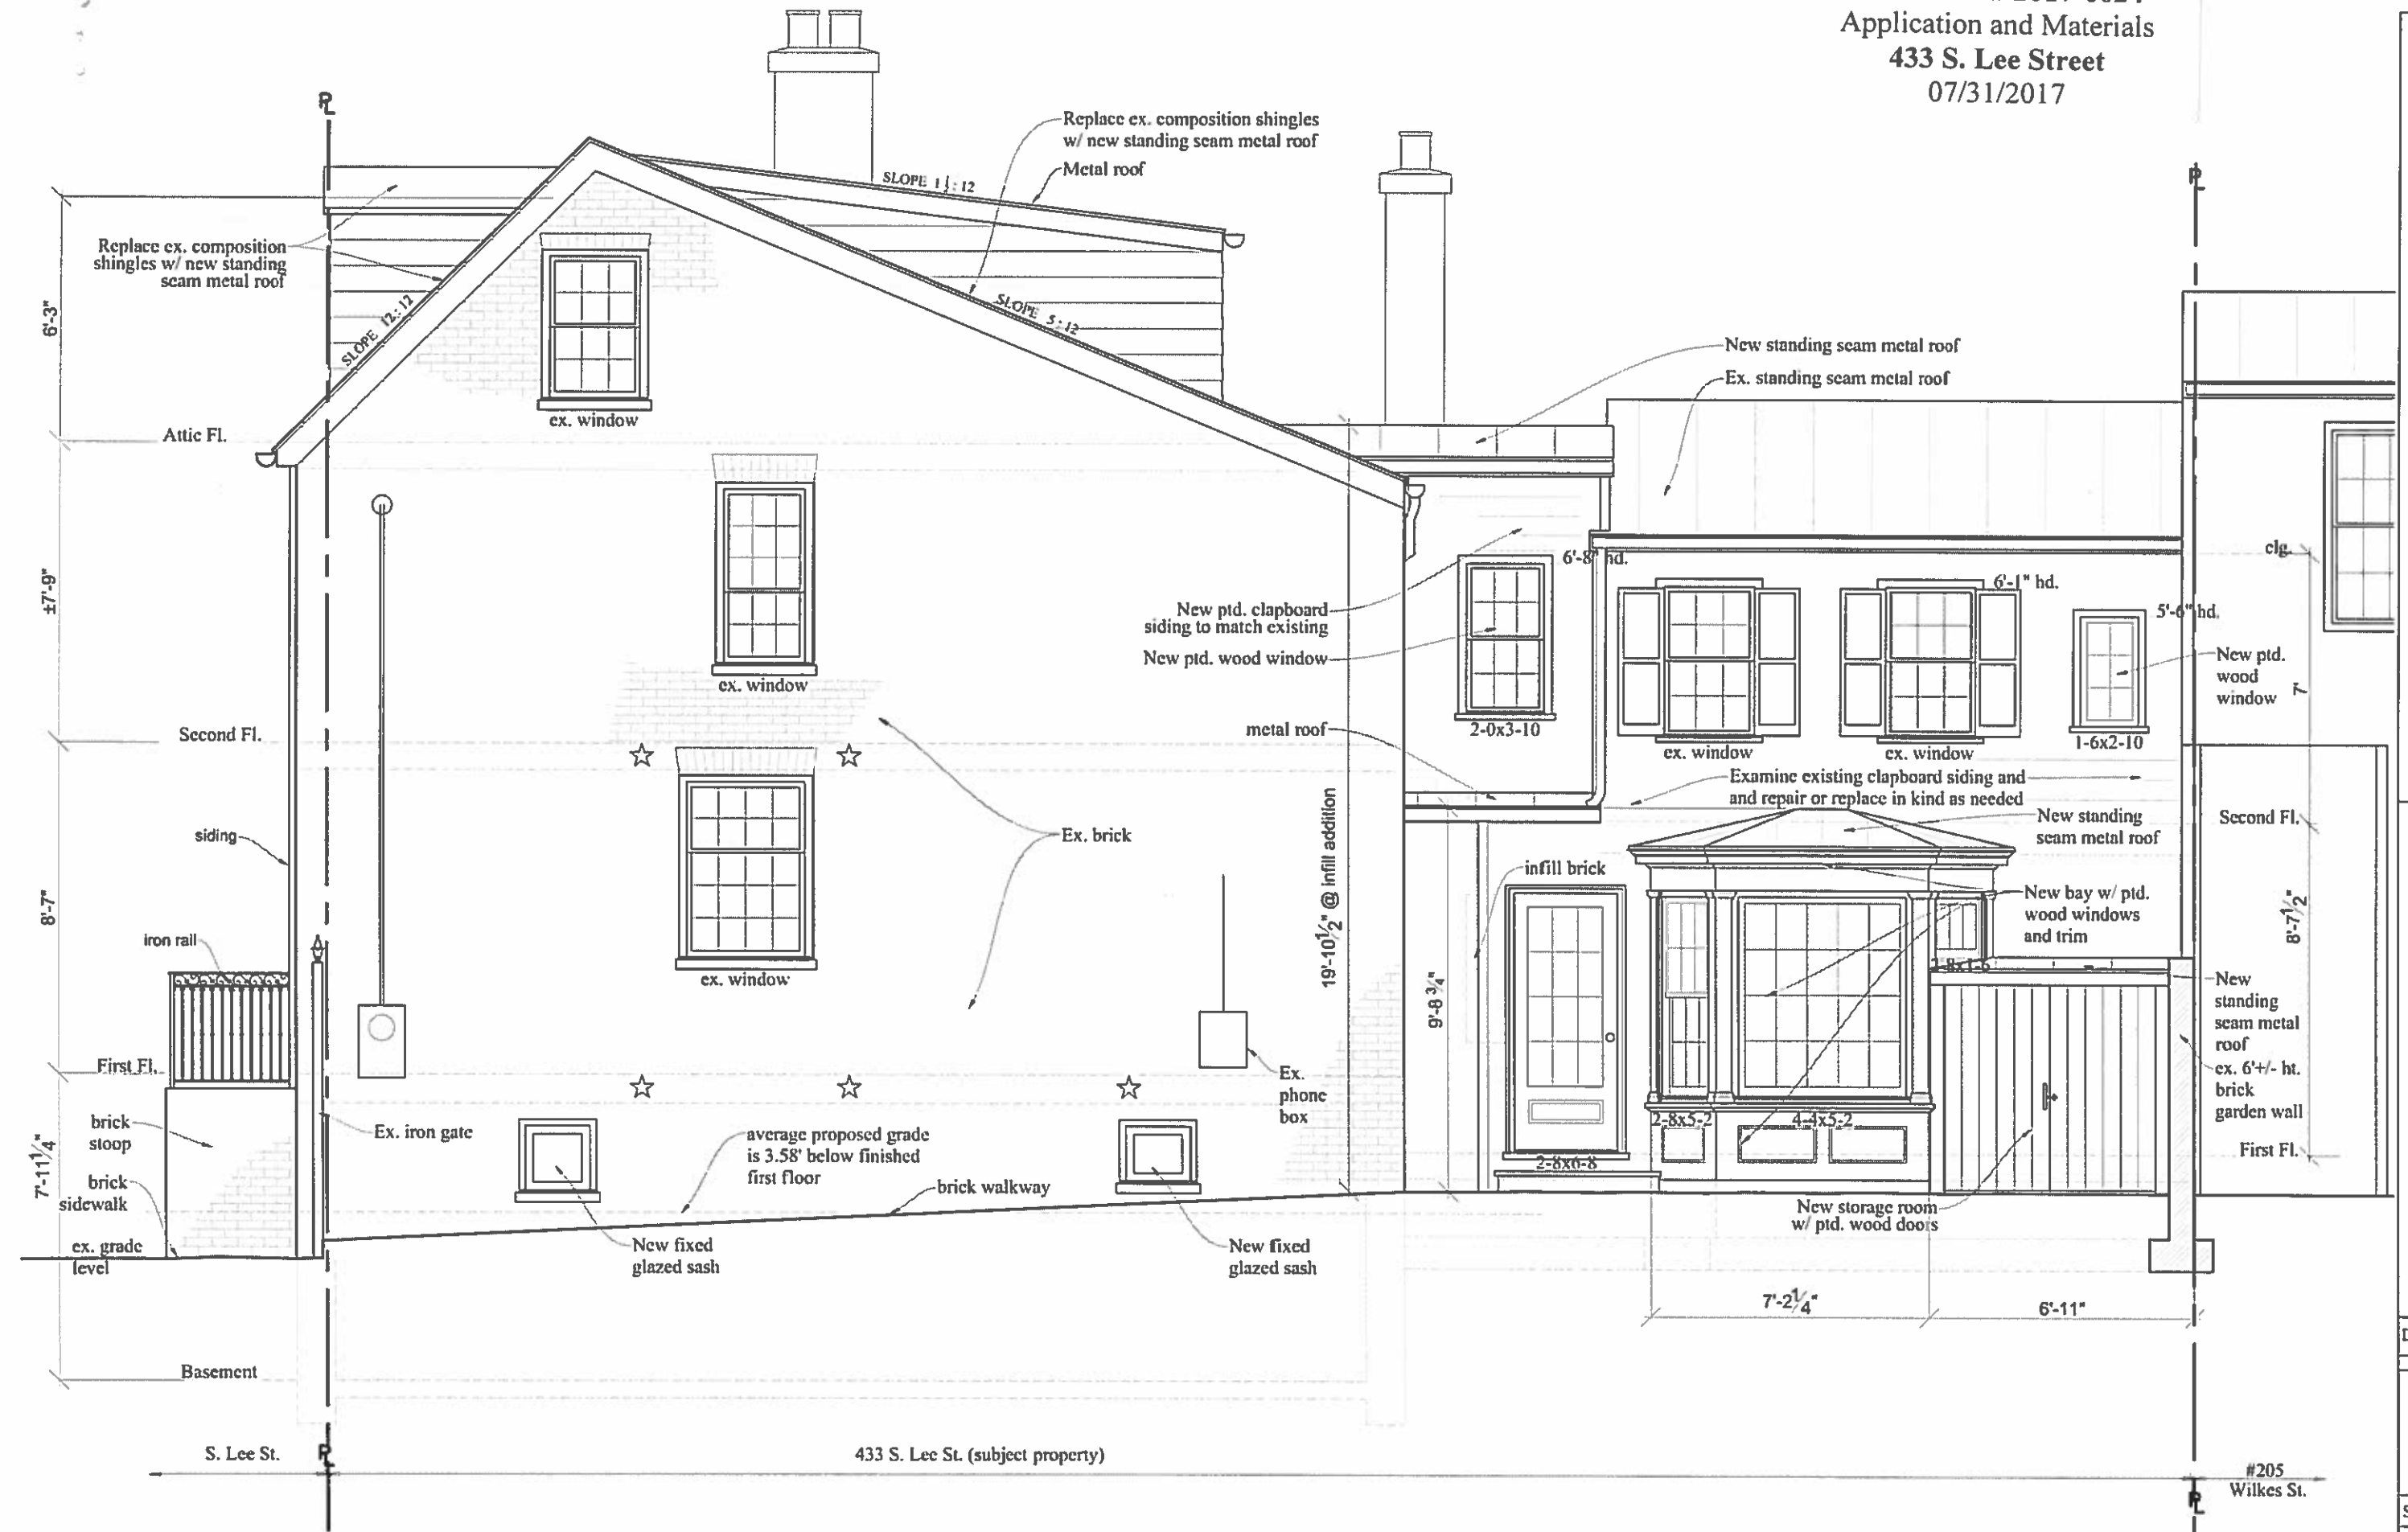 Application and Materials
433 S. Lee Street
07/31/2017
PL
Replace ex. composition shingles
w/ new standing seam metal roof
Metal roof
SLOPE 1½:12
PL
Replace ex. composition
shingles w/ new standing
seam metal roof
SLOPE 12:12
SLOPE 5:12
6'-3"
ex. window
New standing seam metal roof
Ex. standing seam metal roof
Attic Fl.
±7'-9"
clg.
6'-8" hd.
6'-1" hd.
5'-6" hd.
New ptd. clapboard
siding to match existing
New ptd. wood window
New ptd.
wood
window
7'
ex. window
2-0x3-10
ex. window
ex. window
1-6x2-10
Second Fl.
metal roof
Examine existing clapboard siding and
and repair or replace in kind as needed
New standing
seam metal roof
Second Fl.
siding
Ex. brick
infill brick
New bay w/ ptd.
wood windows
and trim
8'-7"
8'-7½"
19'-10½" @ infill addition
9'-8 ¾"
iron rail
ex. window
New
standing
seam metal
roof
First Fl.
ex. 6'+/- ht.
brick
garden wall
Ex.
phone
box
brick
stoop
Ex. iron gate
average proposed grade
is 3.58' below finished
first floor
2-8x5-2
4-4x5-2
First Fl.
2-8x6-8
7'-11¼"
brick
sidewalk
brick walkway
New storage room
w/ ptd. wood doors
ex. grade
level
New fixed
glazed sash
New fixed
glazed sash
7'-2¼"
6'-11"
Basement
S. Lee St.
PL
433 S. Lee St. (subject property)
#205
Wilkes St.
PL